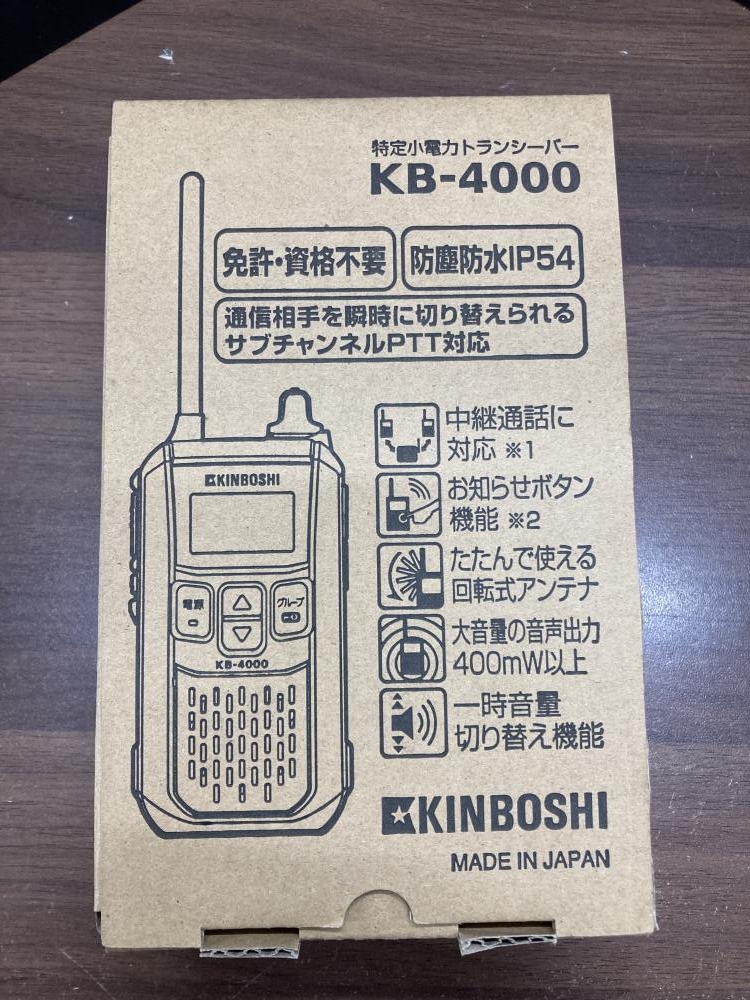 特定小電力トランシーバー
KB-4000
免許・資格不要
防塵防水IP54
通信相手を瞬時に切り替えられる
サブチャンネルPTT対応
中継通話に
対応 ※1
お知らせボタン
機能 ※2
たたんで使える
回転式アンテナ
大音量の音声出力
400mW以上
一時音量
切り替え機能
KINBOSHI
電源
グループ
KB-4000
KINBOSHI
MADE IN JAPAN